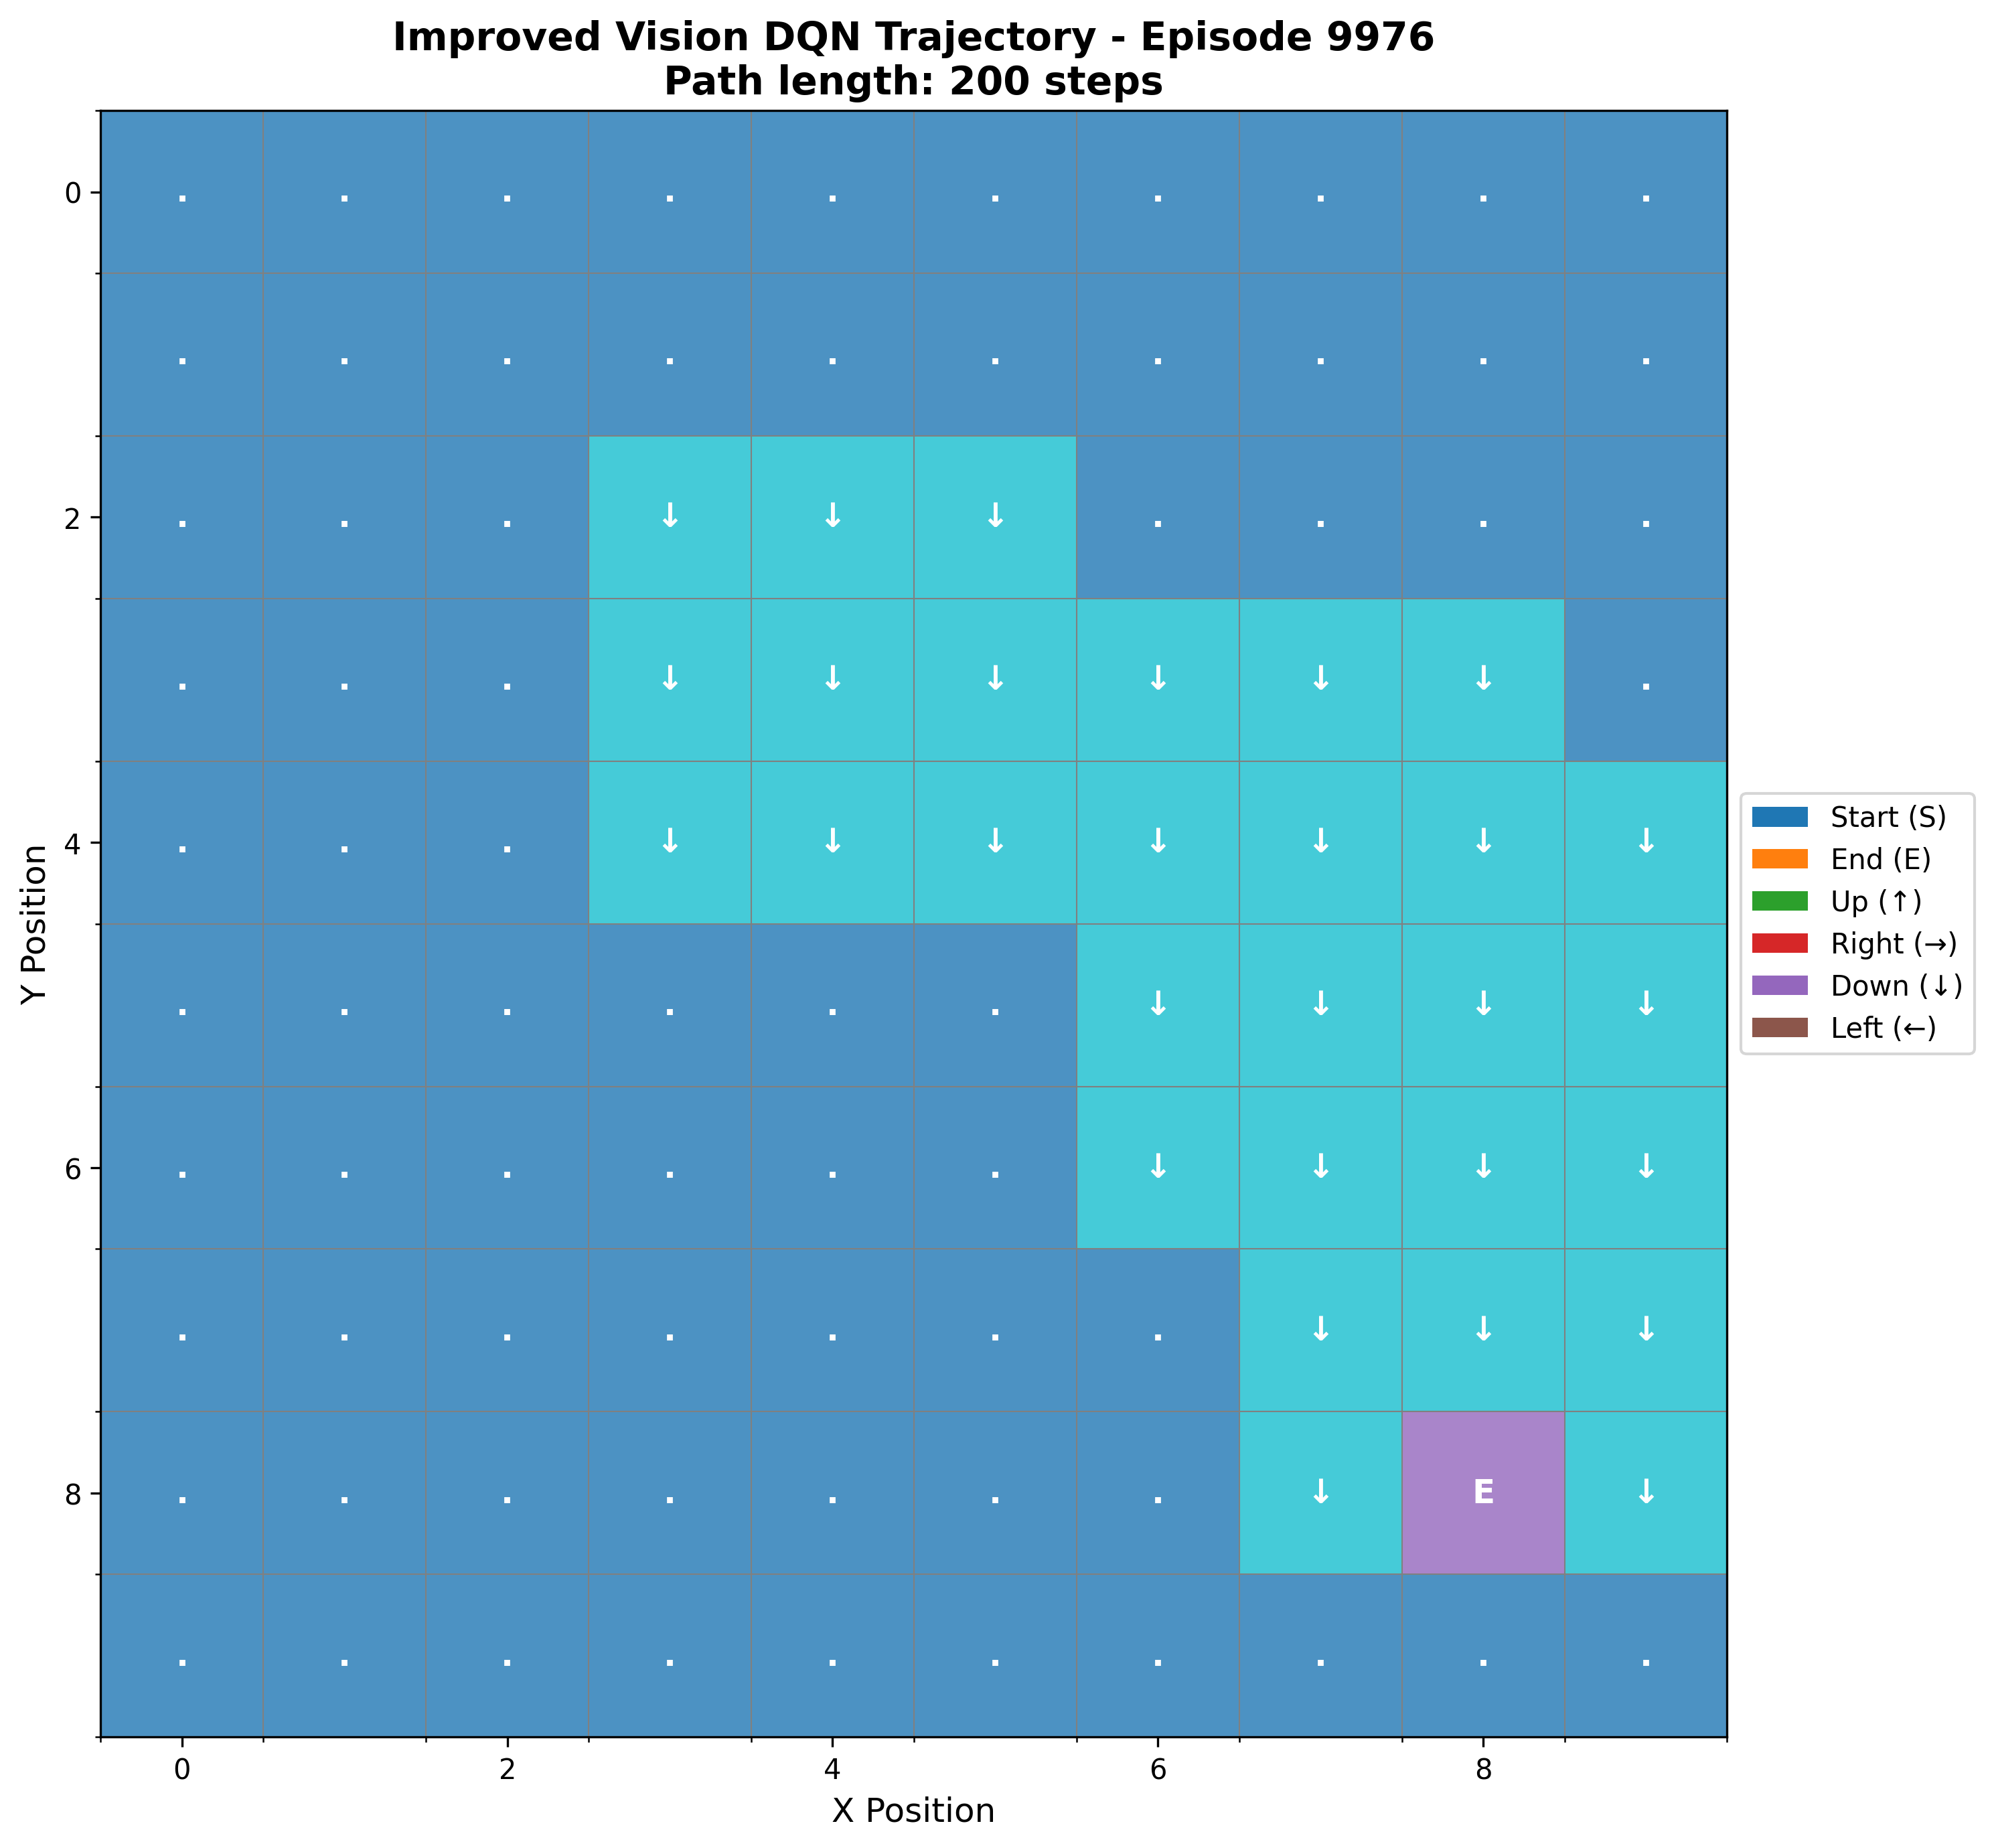 Improved Vision DQN Trajectory - Episode 9976
Path length: 200 steps
0 . . . . . . . . . .
. . . . . . . . . .
2 . . . ↓ ↓ ↓ . . . .
. . . ↓ ↓ ↓ ↓ ↓ ↓ .
4 . . . ↓ ↓ ↓ ↓ ↓ ↓ ↓
. . . . . . ↓ ↓ ↓ ↓
6 . . . . . . ↓ ↓ ↓ ↓
. . . . . . . ↓ ↓ ↓
8 . . . . . . . ↓ E ↓
. . . . . . . . . .
0 2 4 6 8
X Position
Y Position
Start (S)
End (E)
Up (↑)
Right (→)
Down (↓)
Left (←)